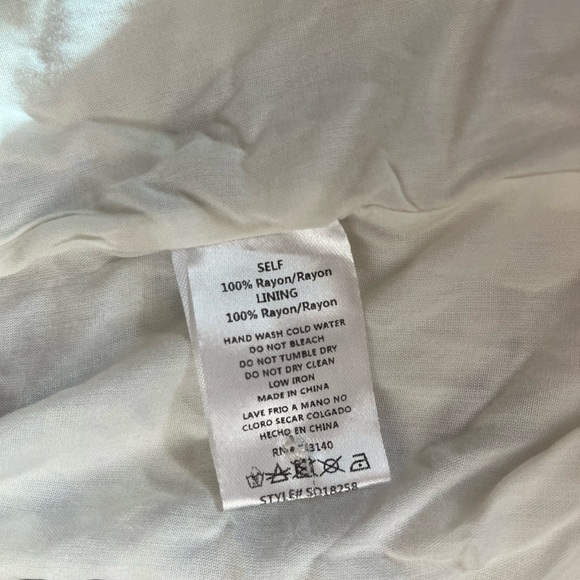 SELF
100% Rayon/Rayon
LINING
100% Rayon/Rayon
HAND WASH COLD WATER
DO NOT BLEACH
DO NOT TUMBLE DRY
DO NOT DRY CLEAN
LOW IRON
MADE IN CHINA
LAVE FRIO A MANO NO
CLORO SECAR COLGADO
HECHO EN CHINA
STYLE# SD18258